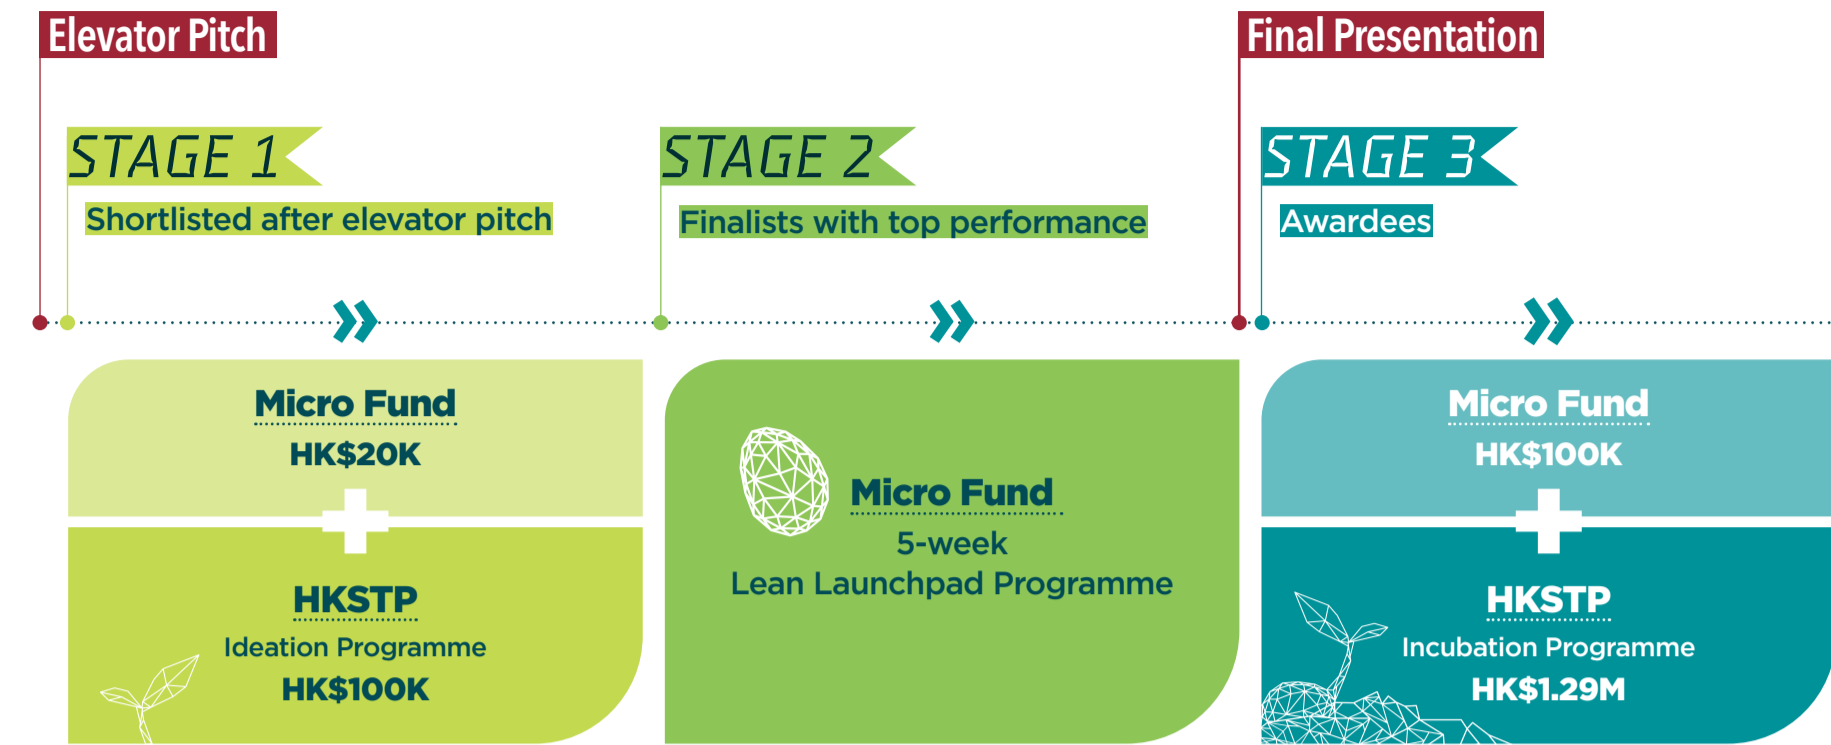 Elevator Pitch
Final Presentation
STAGE 1
Shortlisted after elevator pitch
STAGE 2
Finalists with top performance
STAGE 3
Awardees
Micro Fund
HK$20K
HKSTP
Ideation Programme
HK$100K
Micro Fund
5-week
Lean Launchpad Programme
Micro Fund
HK$100K
HKSTP
Incubation Programme
HK$1.29M